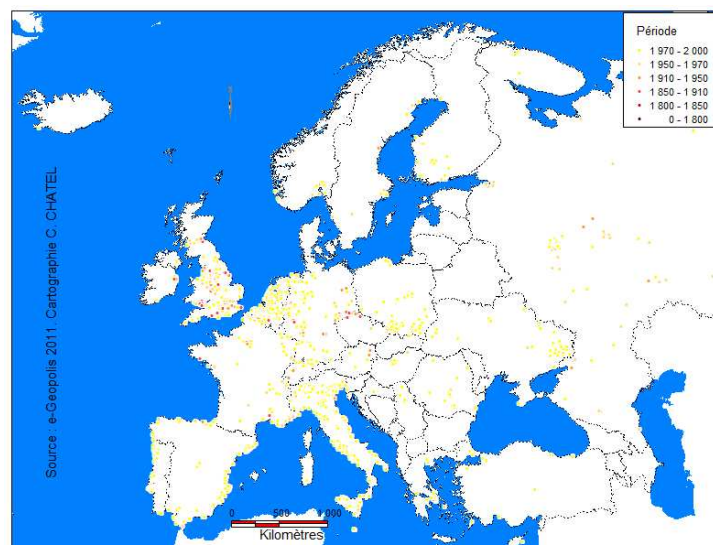 Période
1 970 - 2 000
1 950 - 1 970
1 910 - 1 950
1 850 - 1 910
1 800 - 1 850
0 - 1 800
Source : e-Geopolis 2011. Cartographie C. CHATEL
0 500 1 000
Kilomètres